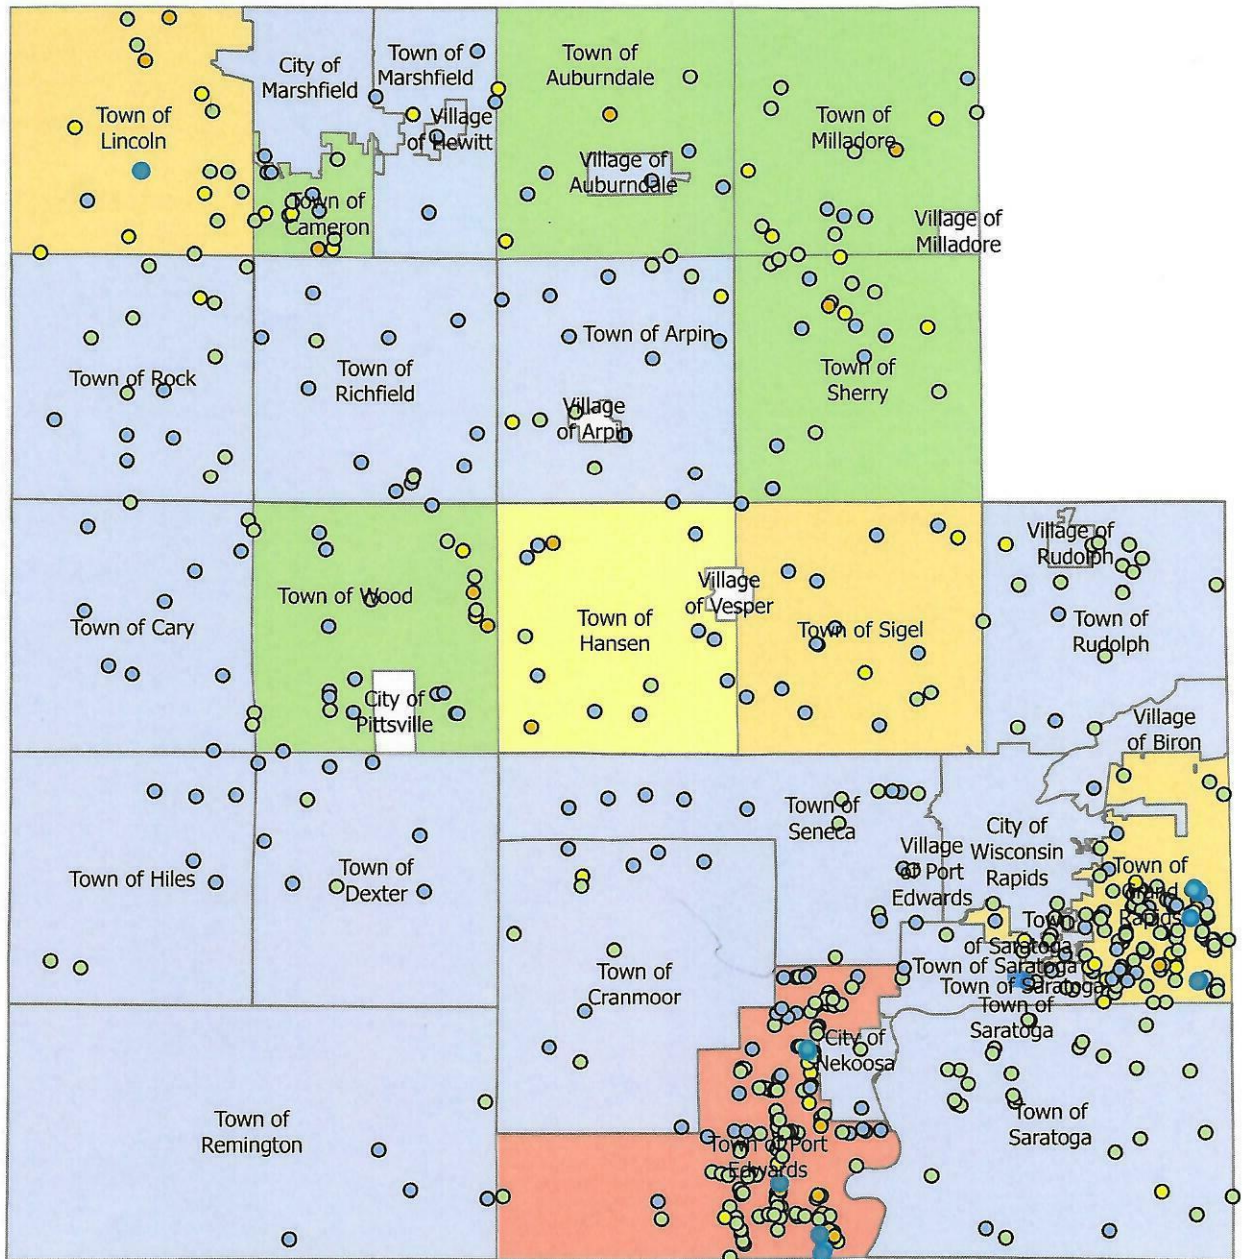 City of
Marshfield
Town of
Marshfield
Town of
Auburndale
Town of
Lincoln
Village
of Hewitt
Town of
Milladore
Village of
Auburndale
Town of
Cameron
Village of
Milladore
Town of Rock
Town of
Richfield
Town of Arpin
Village
of Arpin
Town of
Sherry
Town of Cary
Town of Wood
City of
Pittsville
Town of
Hansen
Village
of Vesper
Town of Sigel
Village of
Rudolph
Town of
Rudolph
Village
of Biron
Town of Hiles
Town of
Dexter
Town of
Seneca
Village
of Port
Edwards
City of
Wisconsin
Rapids
Town of
Grand
Rapids
Town
of Saratoga
Town of Saratoga
Town of Saratoga
Town of
Saratoga
Town of
Cranmoor
City of
Nekoosa
Town of
Remington
Town of Port
Edwards
Town of
Saratoga